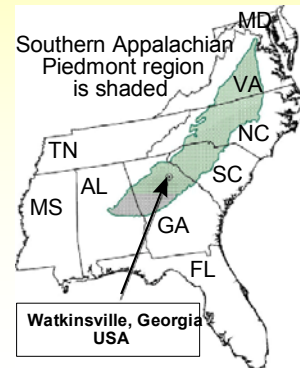 MD
Southern Appalachian
Piedmont region
is shaded
VA
NC
TN
SC
AL
MS
GA
FL
Watkinsville, Georgia
USA